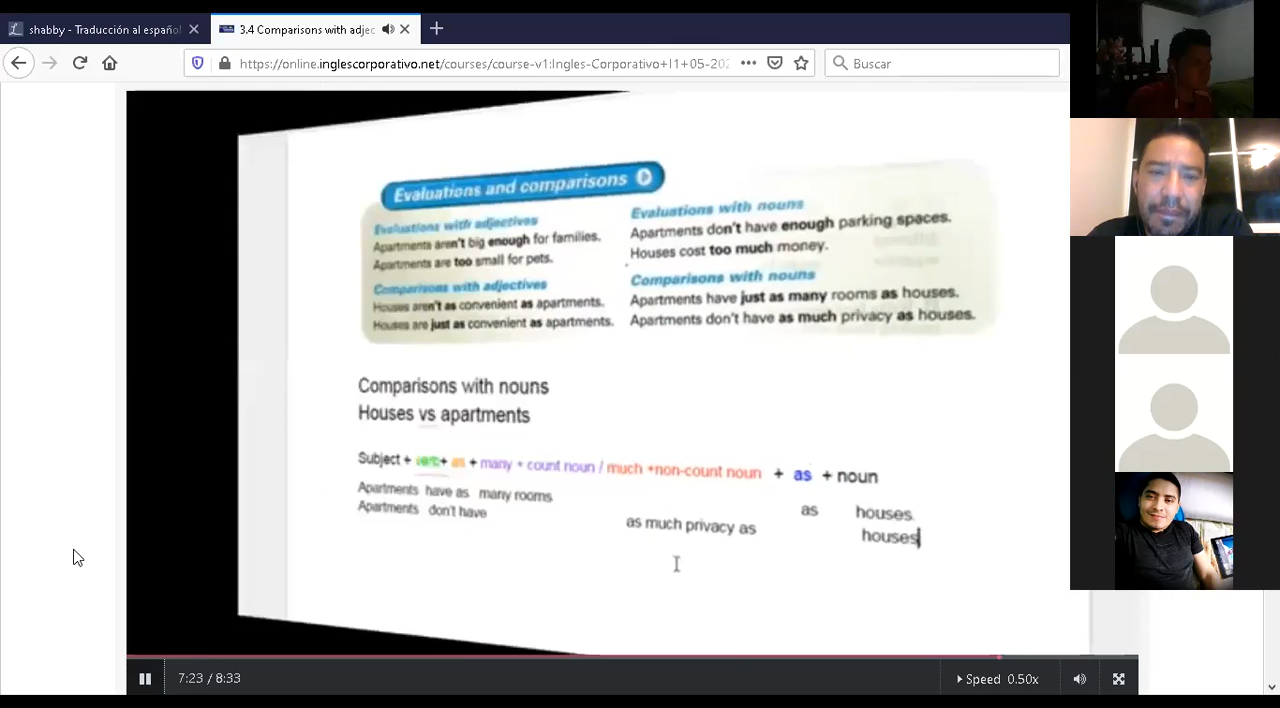 shabby - Traducción al español
3.4 Comparisons with adjec
https://online.inglescorporativo.net/courses/course-v1:Ingles-Corporativo+I1+05-202
Buscar
Evaluations and comparisons
Evaluations with adjectives
Apartments aren't big enough for families.
Apartments are too small for pets.
Comparisons with adjectives
Houses aren't as convenient as apartments.
Houses are just as convenient as apartments.
Evaluations with nouns
Apartments don't have enough parking spaces.
Houses cost too much money.
Comparisons with nouns
Apartments have just as many rooms as houses.
Apartments don't have as much privacy as houses.
Comparisons with nouns
Houses vs apartments
Subject + verb+ as + many + count noun / much +non-count noun + as + noun
Apartments have as many rooms as houses.
Apartments don't have as much privacy as houses
7:23 / 8:33
Speed 0.50x